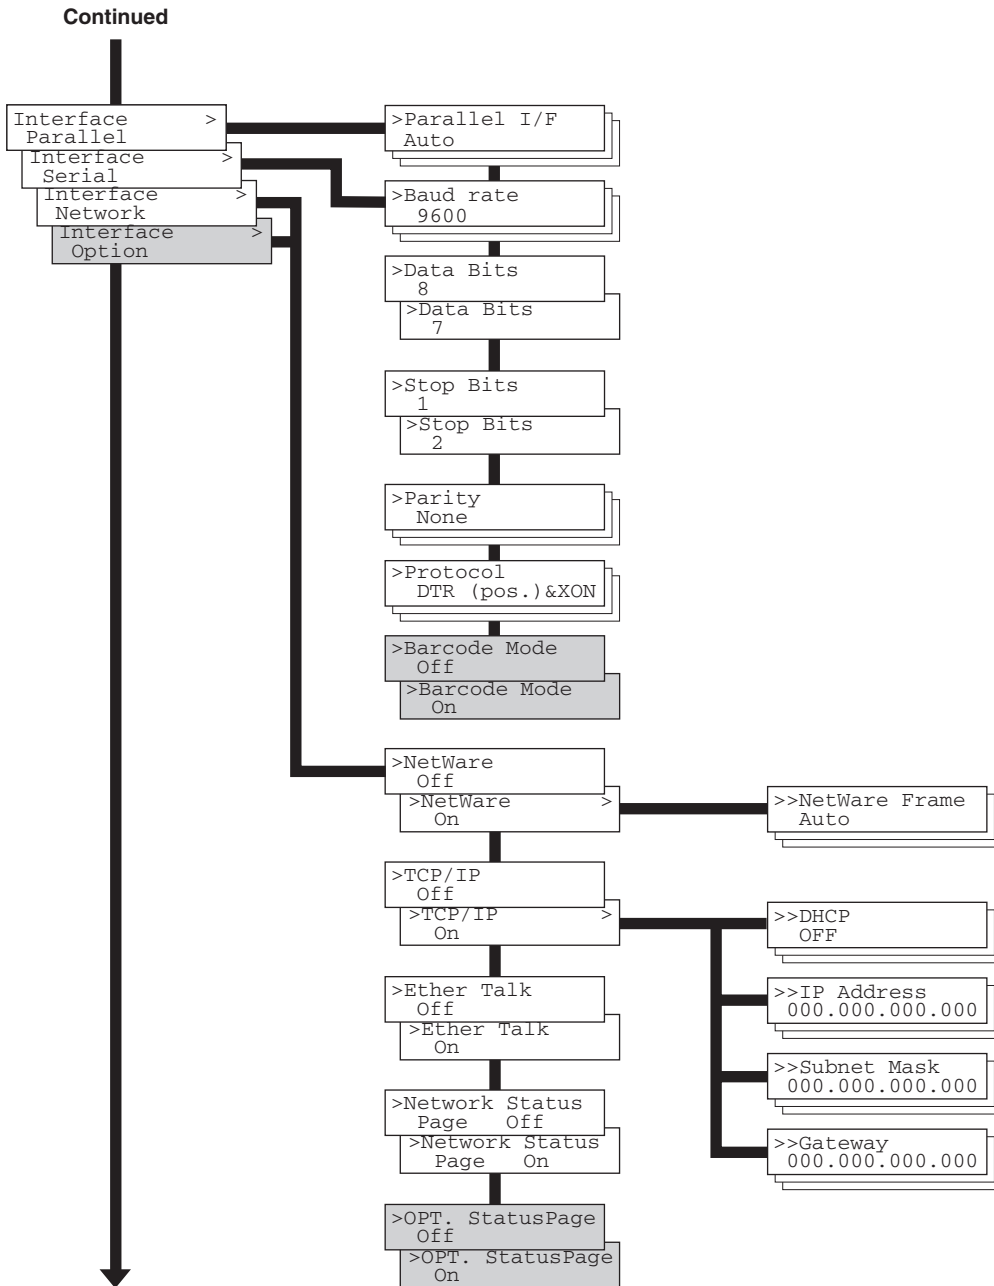 Continued
Interface >
Parallel
Interface >
Serial
Interface >
Network
Interface >
Option
>Parallel I/F
Auto
>Baud rate
9600
>Data Bits
8
>Data Bits
7
>Stop Bits
1
>Stop Bits
2
>Parity
None
>Protocol
DTR (pos.)&XON
>Barcode Mode
Off
>Barcode Mode
On
>NetWare
Off
>NetWare >
On
>>NetWare Frame
Auto
>TCP/IP
Off
>TCP/IP >
On
>>DHCP
OFF
>>IP Address
000.000.000.000
>>Subnet Mask
000.000.000.000
>>Gateway
000.000.000.000
>Ether Talk
Off
>Ether Talk
On
>Network Status
Page Off
>Network Status
Page On
>OPT. StatusPage
Off
>OPT. StatusPage
On